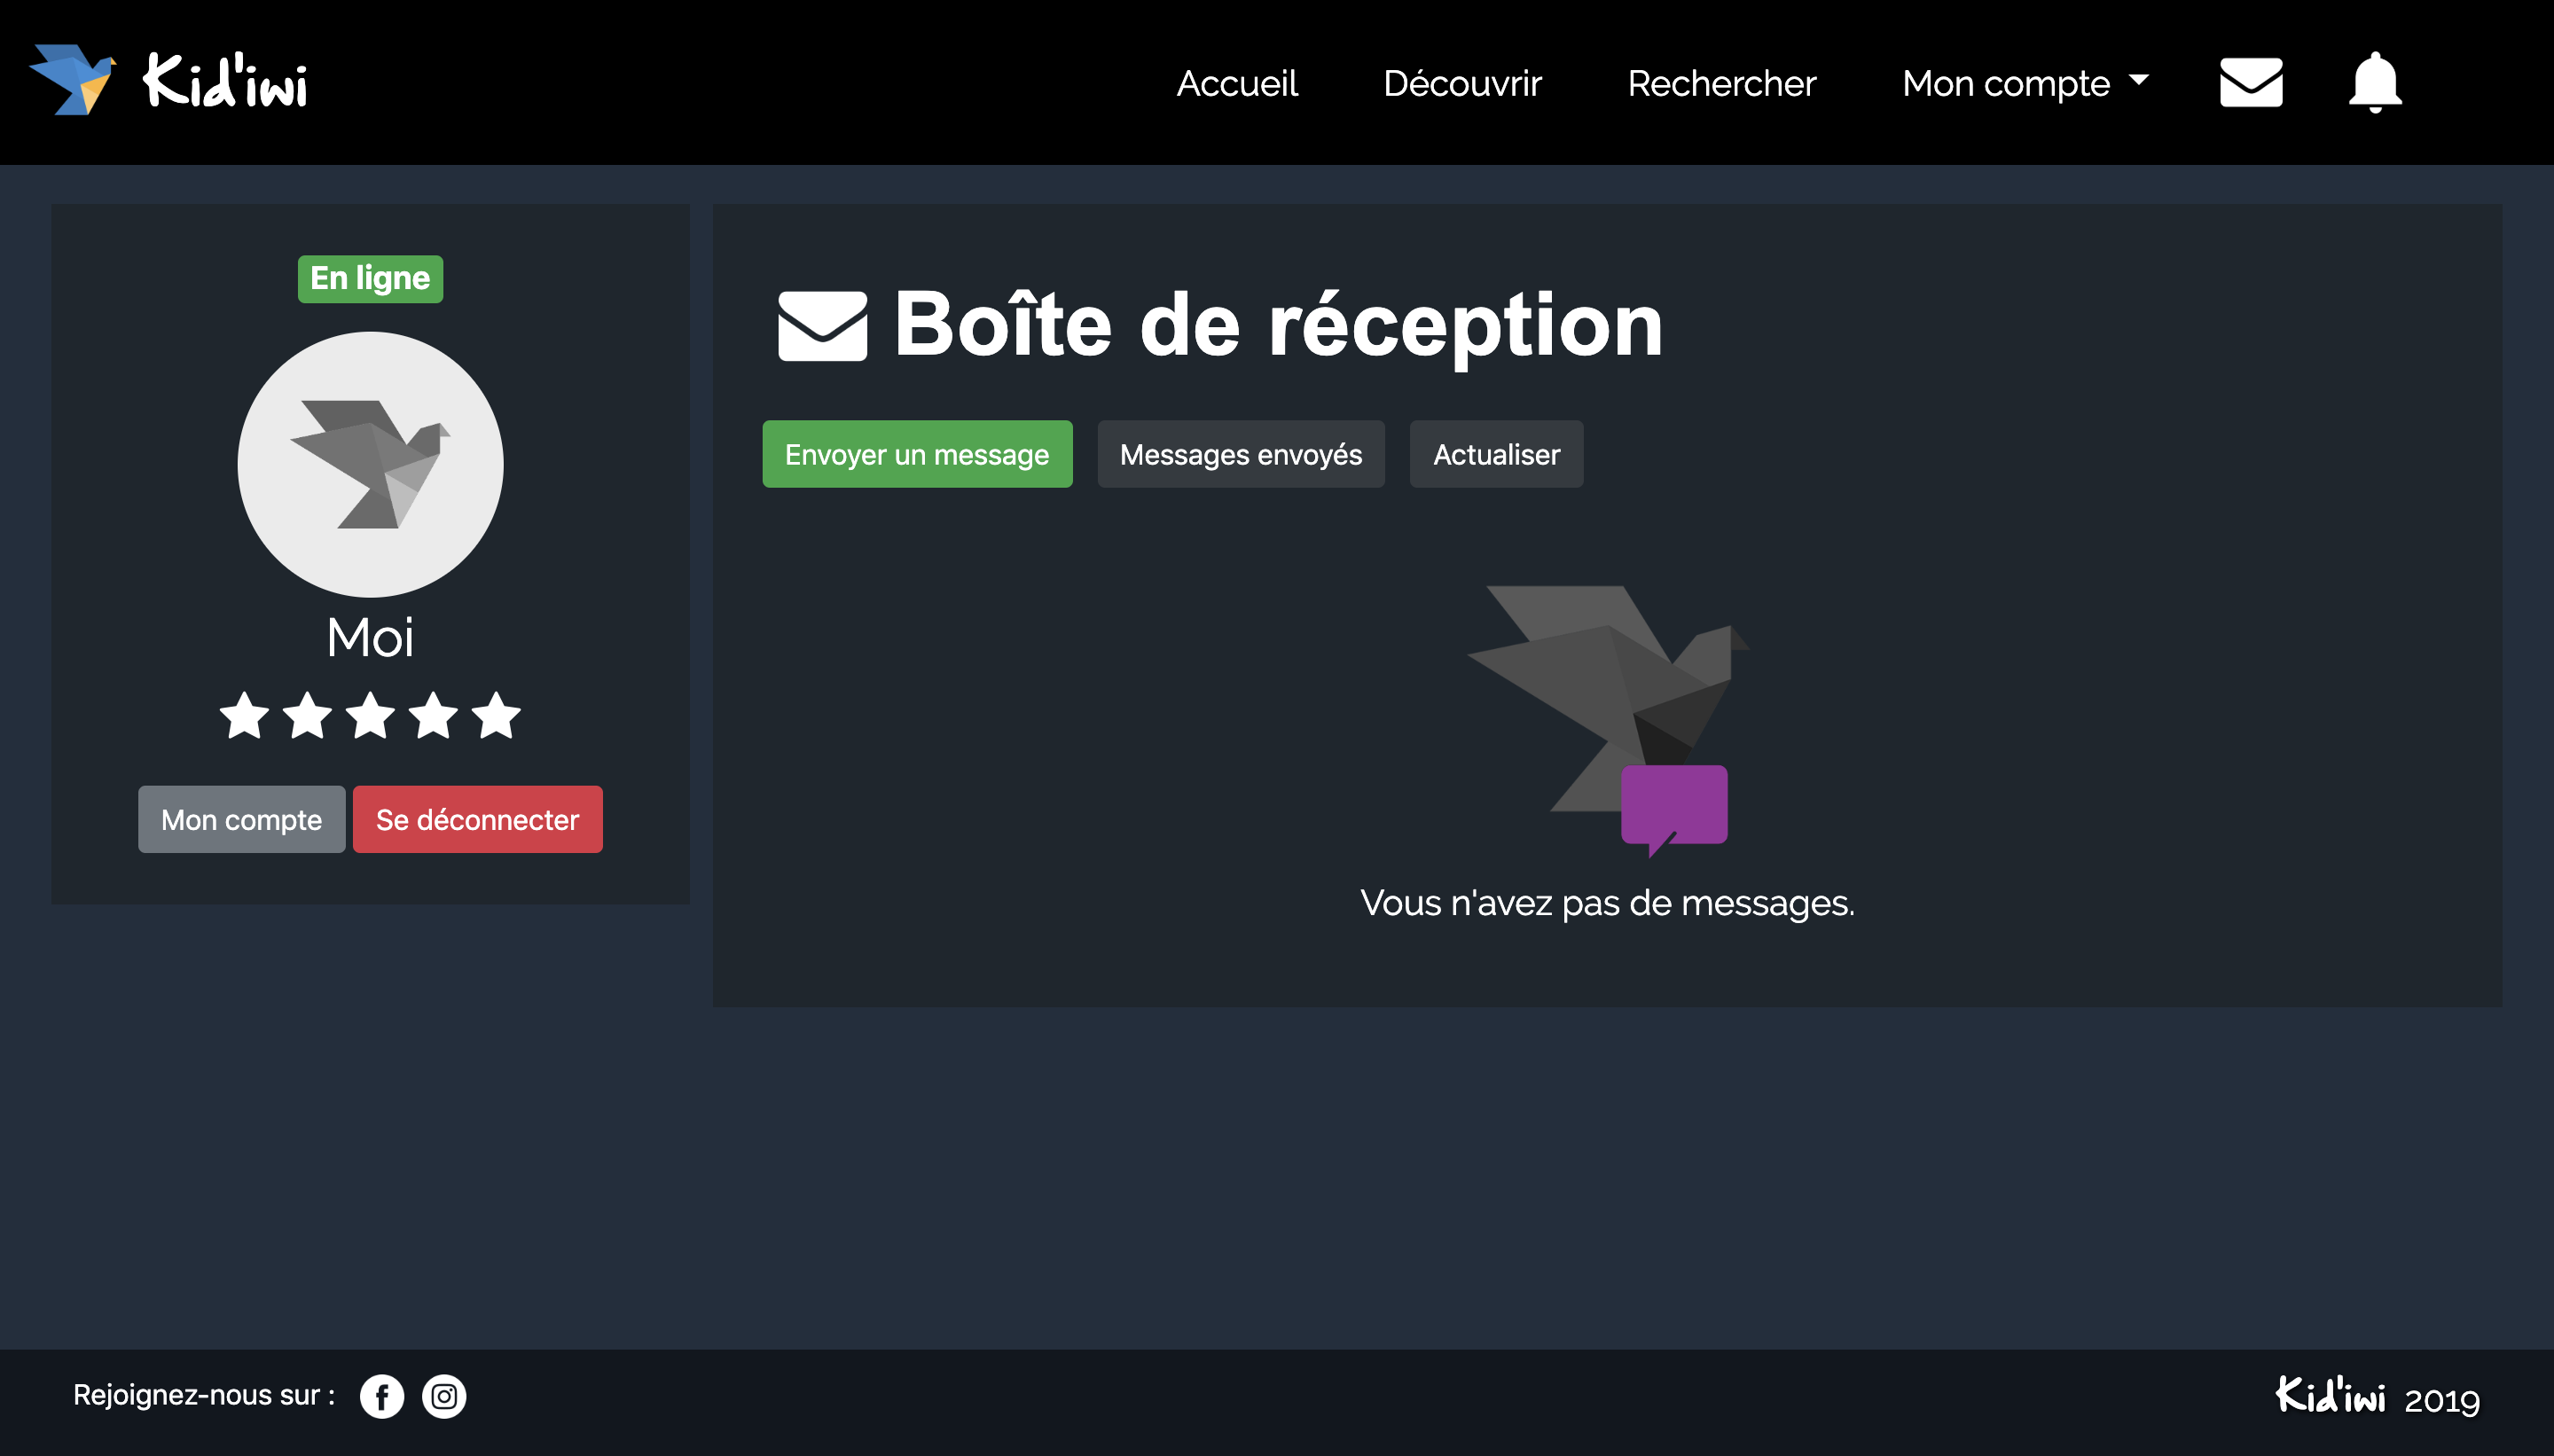 Kid'iwi
Accueil Découvrir Rechercher Mon compte
En ligne
Moi
Mon compte Se déconnecter
Boîte de réception
Envoyer un message Messages envoyés Actualiser
Vous n'avez pas de messages.
Rejoignez-nous sur :
Kid'iwi 2019